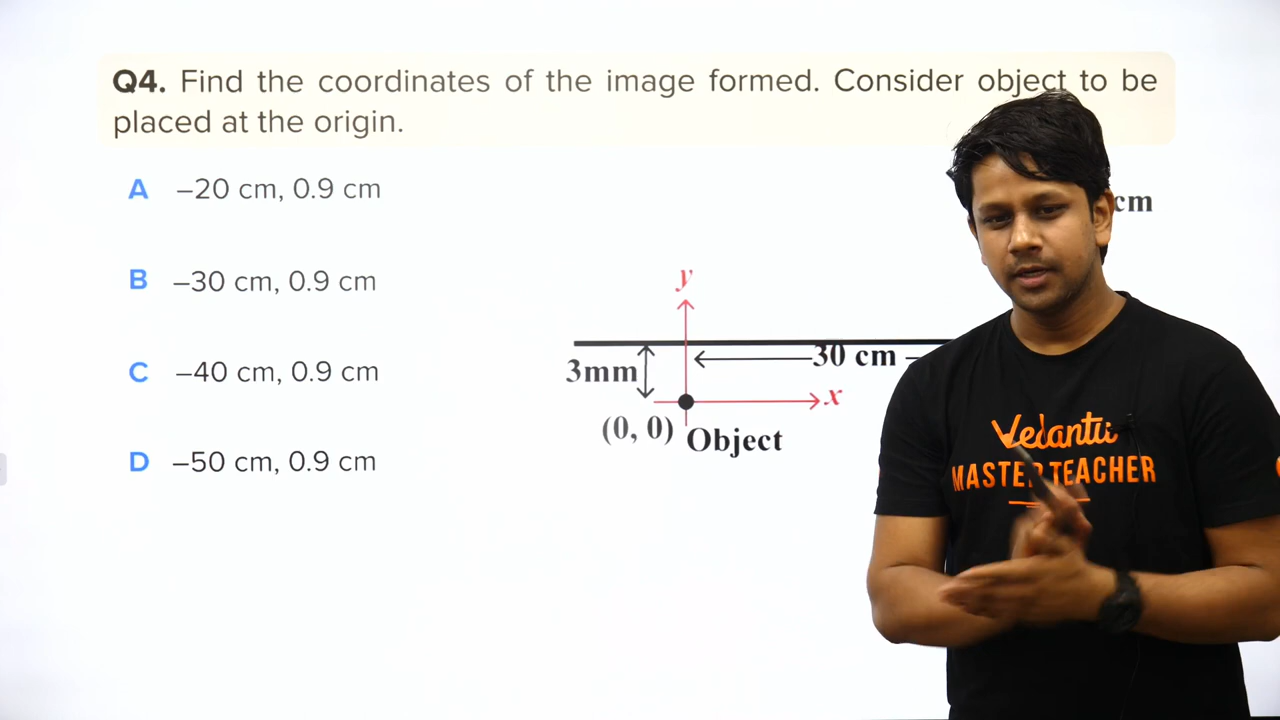 Q4. Find the coordinates of the image formed. Consider object to be
placed at the origin.
A –20 cm, 0.9 cm
cm
B –30 cm, 0.9 cm
y
C –40 cm, 0.9 cm
3mm
30 cm
x
(0, 0)
Object
D –50 cm, 0.9 cm
Vedantu
MASTER TEACHER